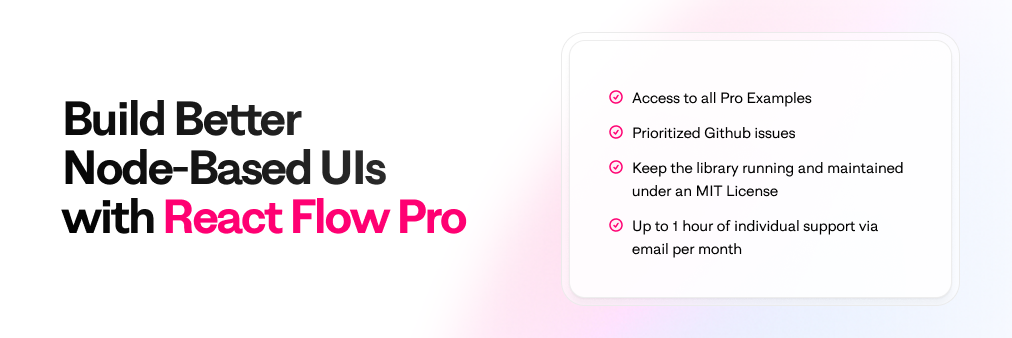 Build Better
Node-Based UIs
with React Flow Pro
Access to all Pro Examples
Prioritized Github issues
Keep the library running and maintained
under an MIT License
Up to 1 hour of individual support via
email per month